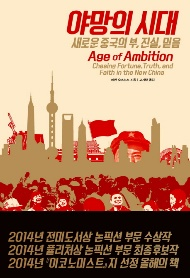 야망의 시대
새로운 중국의 부, 진실, 믿음
Age of Ambition
Chasing Fortune, Truth, and
Faith in the New China
2014년 전미도서상 논픽션 부문 수상작
2014년 퓰리처상 논픽션 부문 최종후보작
2014년 『이코노미스트』지 선정 올해의 책